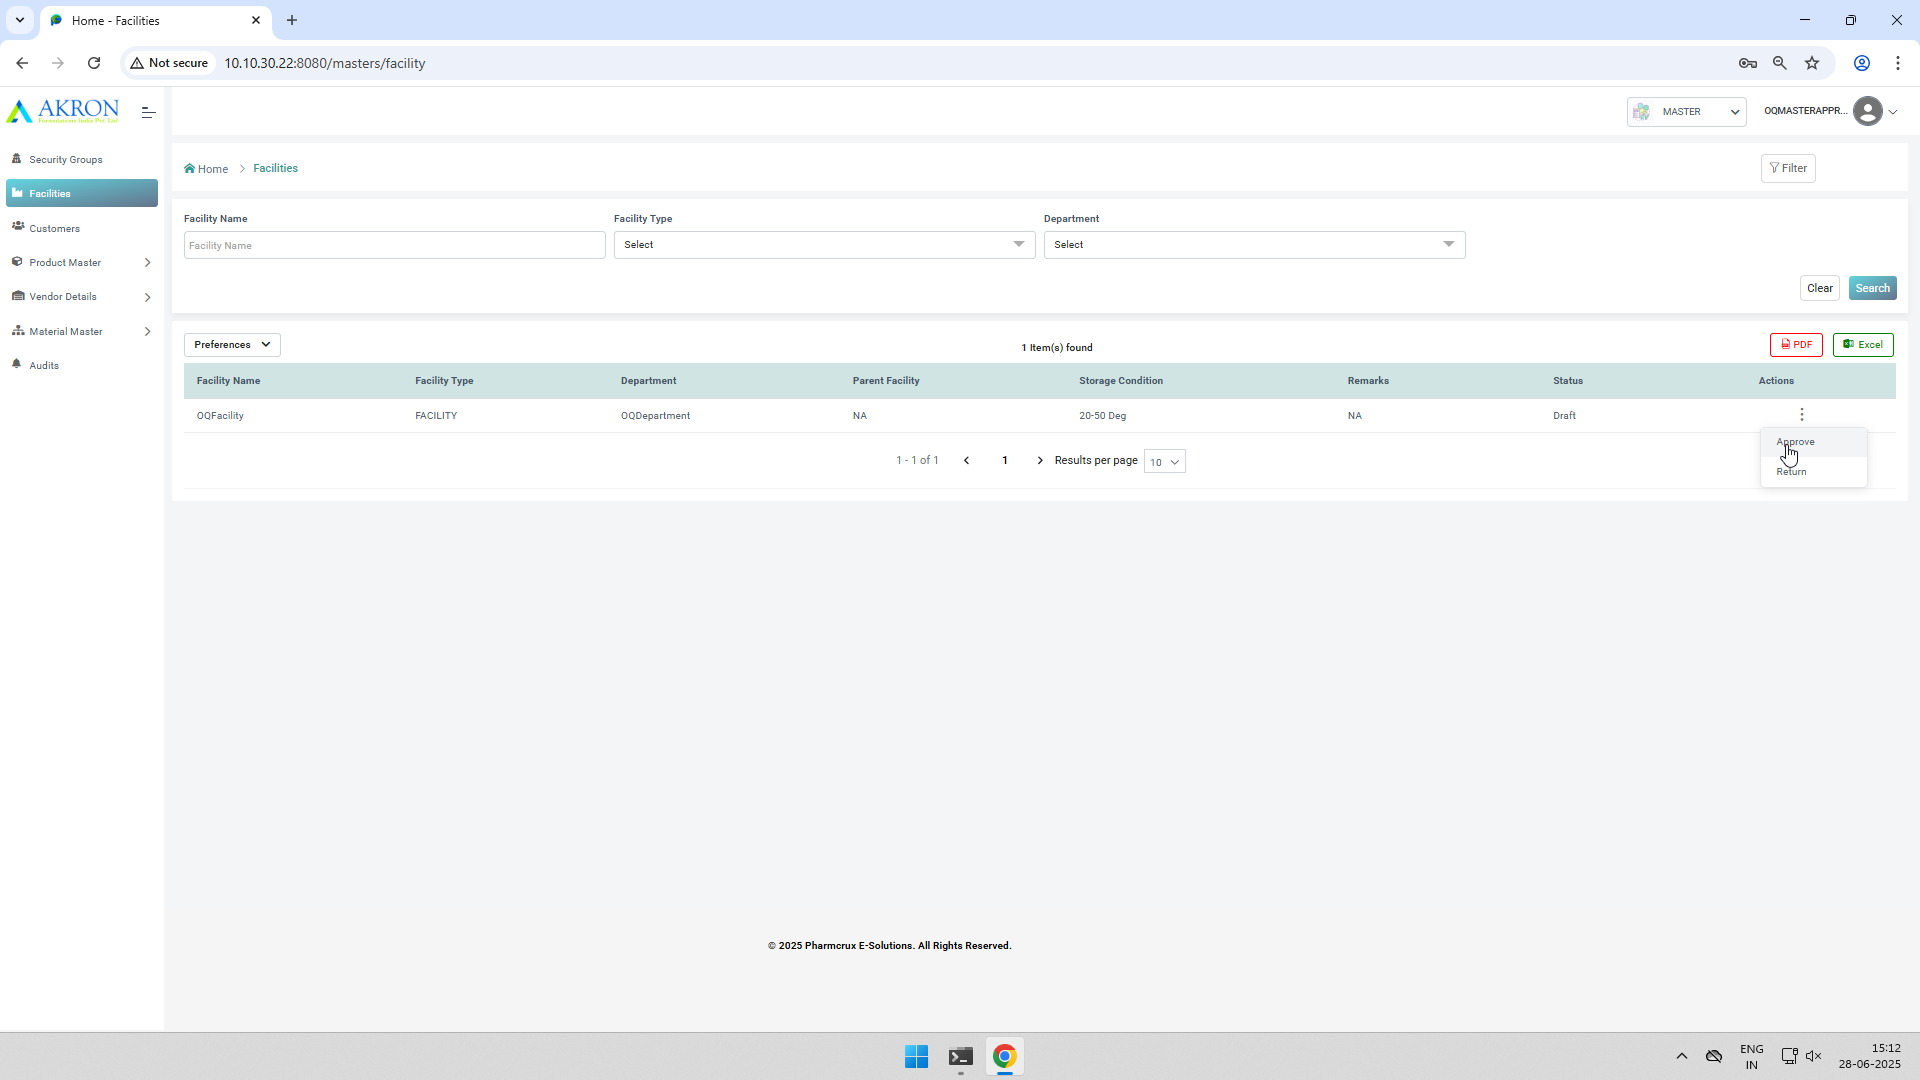 Home - Facilities
Not secure
10.10.30.22:8080/masters/facility
AKRON
Formulations India Pvt. Ltd
MASTER
OQMASTERAPPR...
Security Groups
Facilities
Customers
Product Master
Vendor Details
Material Master
Audits
Home
Facilities
Filter
Facility Name
Facility Type
Department
Facility Name
Select
Select
Clear
Search
Preferences
1 Item(s) found
PDF
Excel
Facility Name Facility Type Department Parent Facility Storage Condition Remarks Status Actions
OQFacility FACILITY OQDepartment NA 20-50 Deg NA Draft
Approve
Return
1 - 1 of 1
1
Results per page
10
© 2025 Pharmcrux E-Solutions. All Rights Reserved.
ENG
IN
15:12
28-06-2025